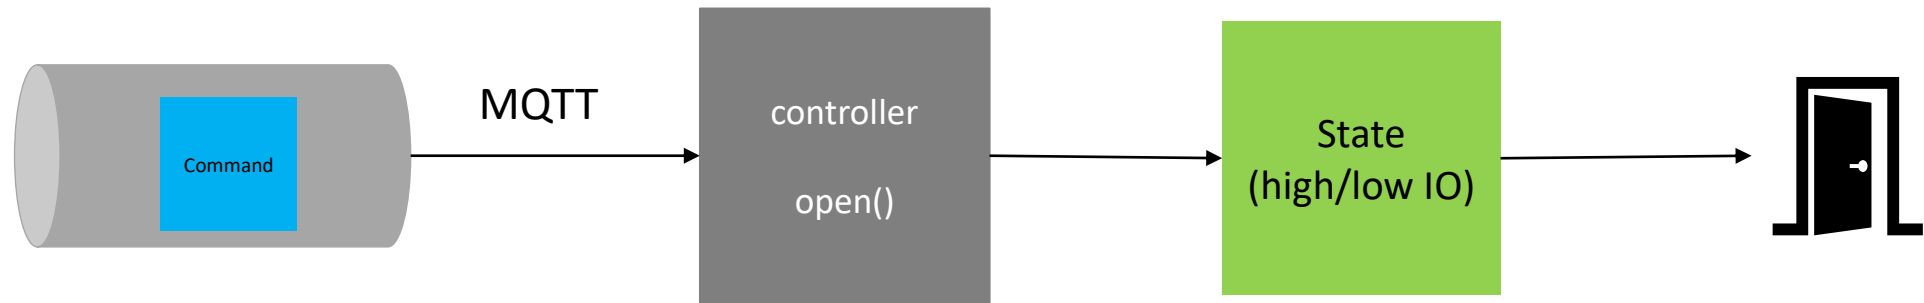 Command
MQTT
controller
open()
State
(high/low IO)